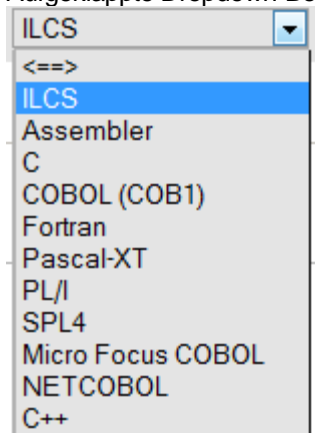 ILCS
<==>
ILCS
Assembler
C
COBOL (COB1)
Fortran
Pascal-XT
PL/I
SPL4
Micro Focus COBOL
NETCOBOL
C++